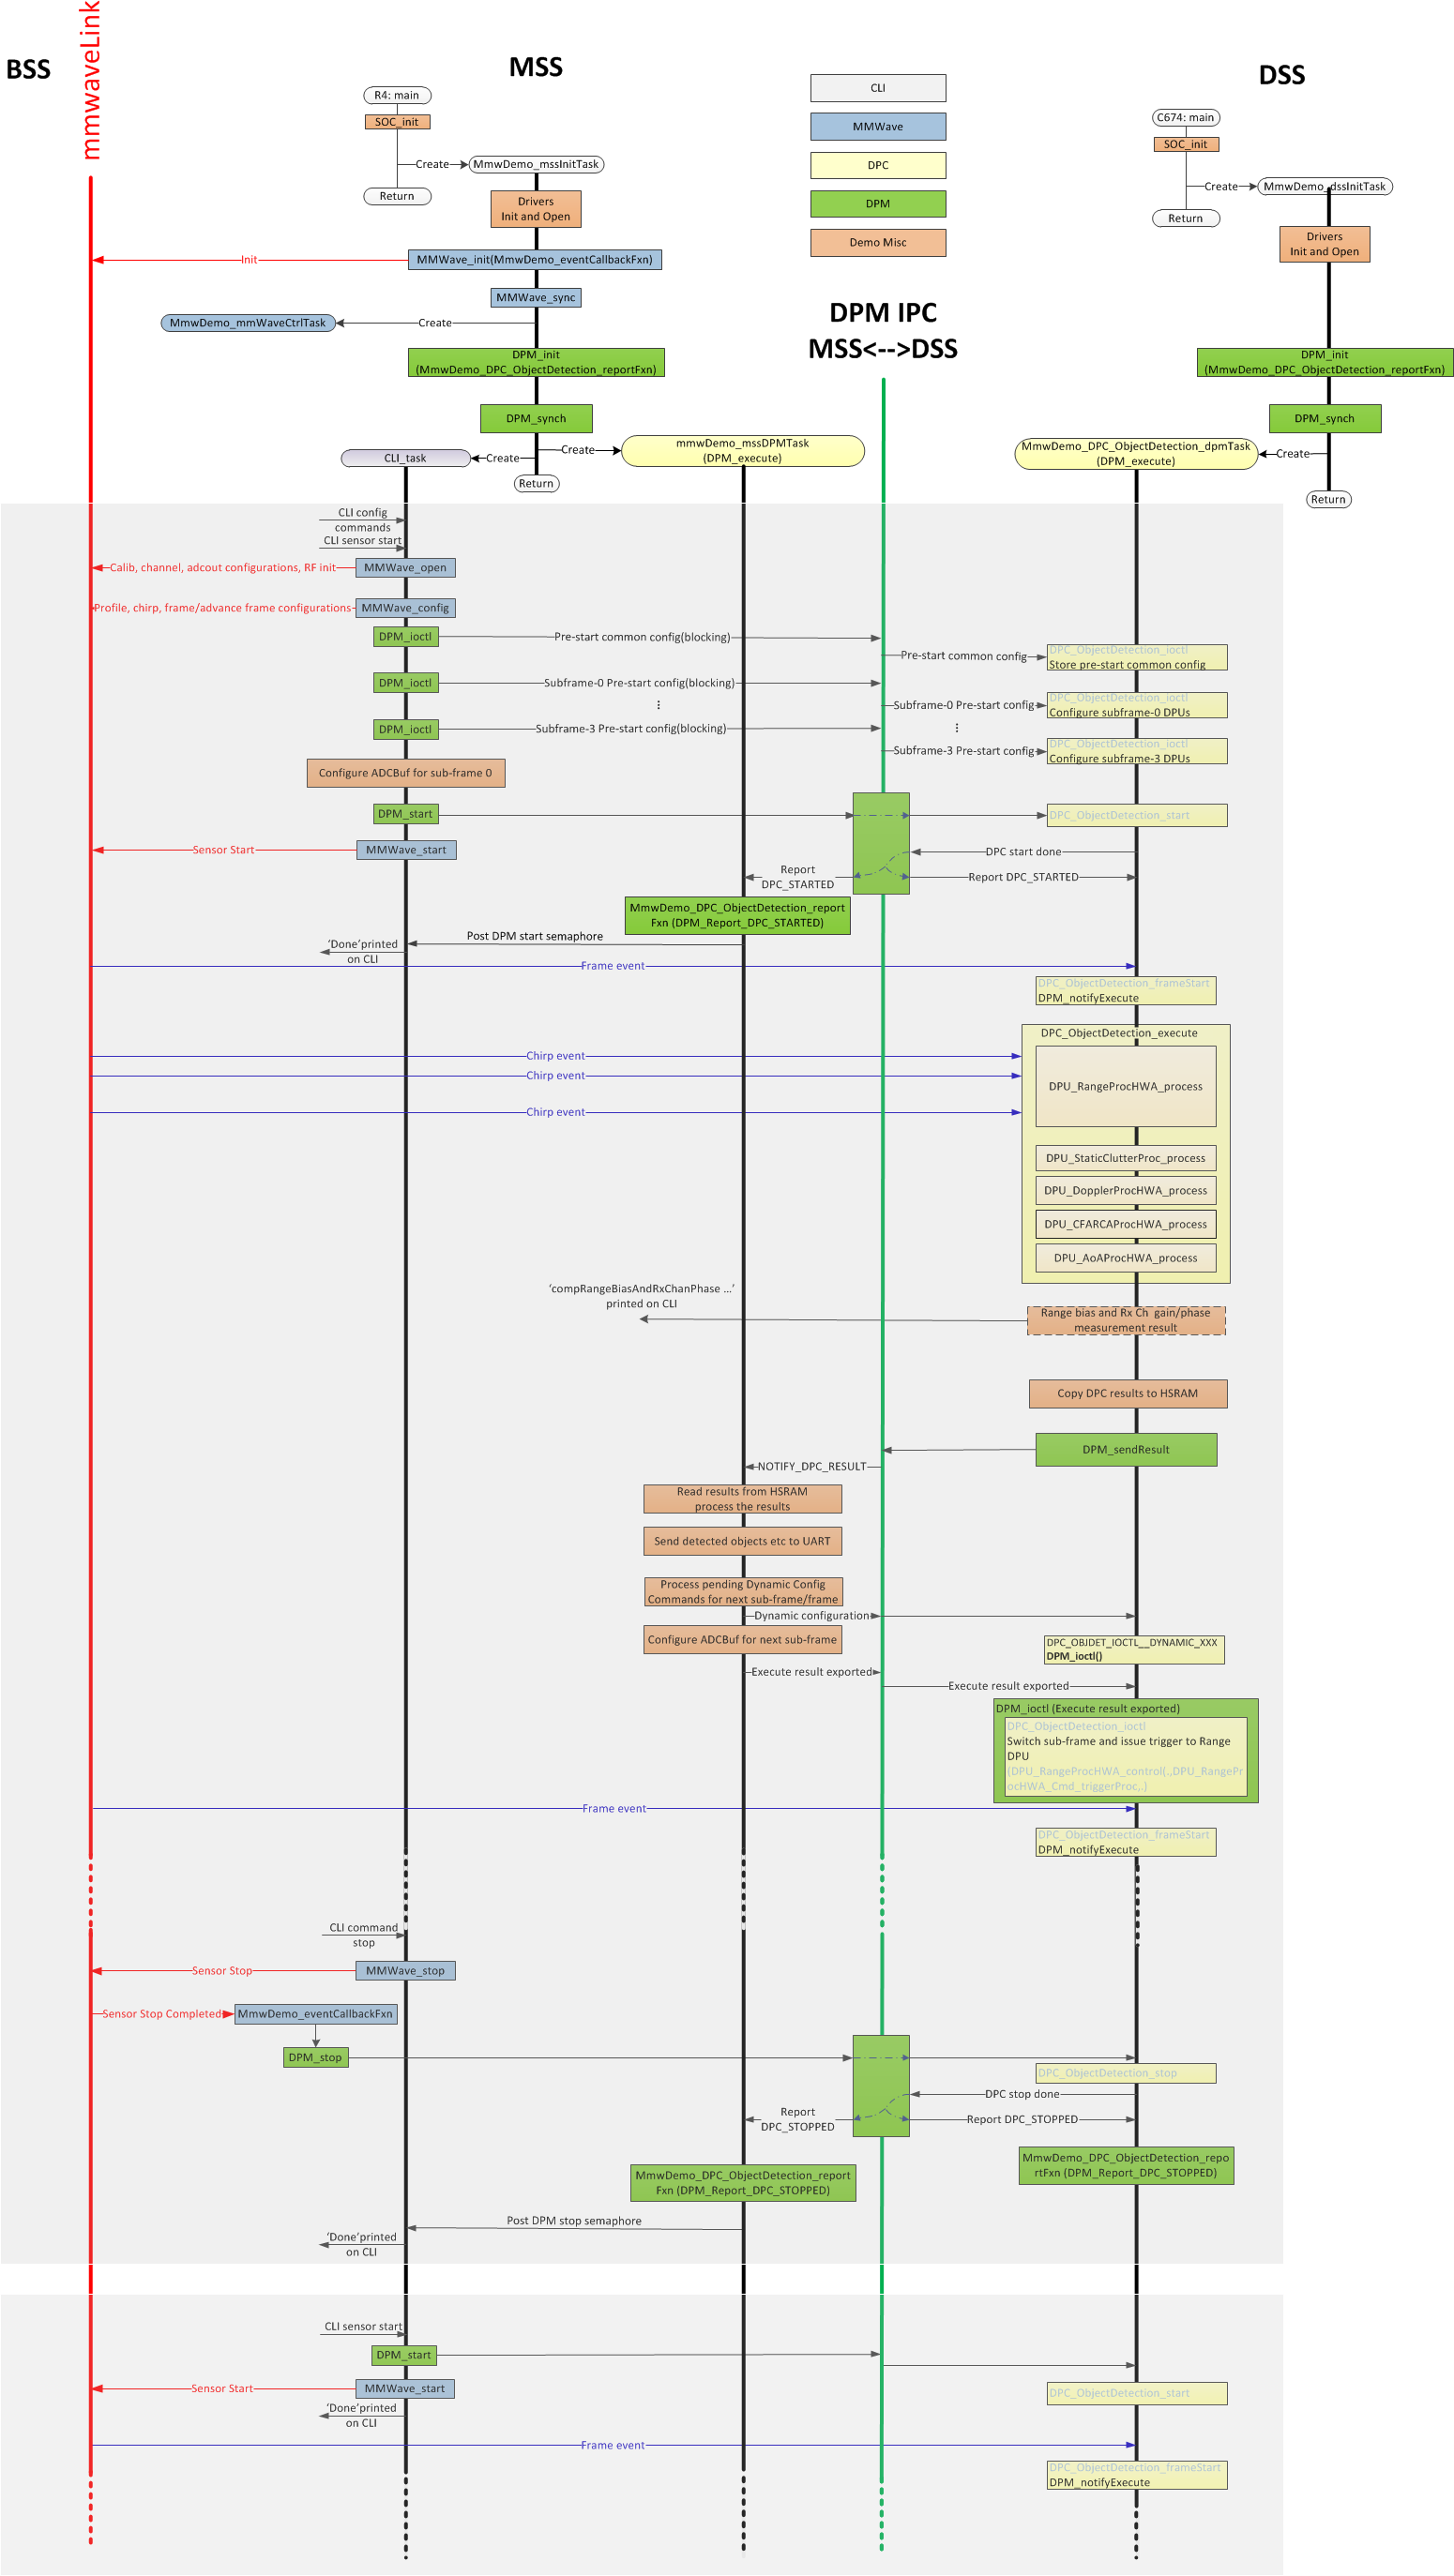 BSS
mmwaveLink
MSS
DSS
R4: main
SOC_init
Create
MmwDemo_mssInitTask
Return
Drivers
Init and Open
CLI
MMWave
DPC
DPM
Demo Misc
C674: main
SOC_init
Create
MmwDemo_dssInitTask
Return
Drivers
Init and Open
Init
MMWave_init(MmwDemo_eventCallbackFxn)
MMWave_sync
MmwDemo_mmWaveCtrlTask
Create
DPM IPC
MSS<-->DSS
DPM_init
(MmwDemo_DPC_ObjectDetection_reportFxn)
DPM_init
(MmwDemo_DPC_ObjectDetection_reportFxn)
DPM_synch
DPM_synch
CLI_task
Create
Create
mmwDemo_mssDPMTask
(DPM_execute)
Return
MmwDemo_DPC_ObjectDetection_dpmTask
(DPM_execute)
Create
Return
CLI config
commands
CLI sensor start
Calib, channel, adcout configurations, RF init
MMWave_open
Profile, chirp, frame/advance frame configurations
MMWave_config
DPM_ioctl
Pre-start common config(blocking)
Pre-start common config
DPC_ObjectDetection_ioctl
Store pre-start common config
DPM_ioctl
Subframe-0 Pre-start config(blocking)
...
Subframe-0 Pre-start config
DPC_ObjectDetection_ioctl
Configure subframe-0 DPUs
DPM_ioctl
Subframe-3 Pre-start config(blocking)
...
Subframe-3 Pre-start config
DPC_ObjectDetection_ioctl
Configure subframe-3 DPUs
Configure ADCBuf for sub-frame 0
DPM_start
DPC_ObjectDetection_start
Sensor Start
MMWave_start
DPC start done
Report
DPC_STARTED
Report DPC_STARTED
MmwDemo_DPC_ObjectDetection_report
Fxn (DPM_Report_DPC_STARTED)
Post DPM start semaphore
‘Done’printed
on CLI
Frame event
DPC_ObjectDetection_frameStart
DPM_notifyExecute
DPC_ObjectDetection_execute
Chirp event
Chirp event
Chirp event
DPU_RangeProcHWA_process
DPU_StaticClutterProc_process
DPU_DopplerProcHWA_process
DPU_CFARCAProcHWA_process
DPU_AoAProcHWA_process
‘compRangeBiasAndRxChanPhase ...’
printed on CLI
Range bias and Rx Ch  gain/phase
measurement result
Copy DPC results to HSRAM
DPM_sendResult
NOTIFY_DPC_RESULT
Read results from HSRAM
process the results
Send detected objects etc to UART
Process pending Dynamic Config
Commands for next sub-frame/frame
Dynamic configuration
Configure ADCBuf for next sub-frame
DPC_OBJDET_IOCTL__DYNAMIC_XXX
DPM_ioctl()
Execute result exported
Execute result exported
DPM_ioctl (Execute result exported)
DPC_ObjectDetection_ioctl
Switch sub-frame and issue trigger to Range
DPU
(DPU_RangeProcHWA_control(..DPU_RangePr
ocHWA_Cmd_triggerProc,.)
Frame event
DPC_ObjectDetection_frameStart
DPM_notifyExecute
CLI command
stop
Sensor Stop
MMWave_stop
Sensor Stop Completed
MmwDemo_eventCallbackFxn
DPM_stop
DPC_ObjectDetection_stop
DPC stop done
Report
DPC_STOPPED
Report DPC_STOPPED
MmwDemo_DPC_ObjectDetection_report
Fxn (DPM_Report_DPC_STOPPED)
MmwDemo_DPC_ObjectDetection_repo
rtFxn (DPM_Report_DPC_STOPPED)
Post DPM stop semaphore
‘Done’printed
on CLI
CLI sensor start
DPM_start
Sensor Start
MMWave_start
DPC_ObjectDetection_start
‘Done’printed
on CLI
Frame event
DPC_ObjectDetection_frameStart
DPM_notifyExecute